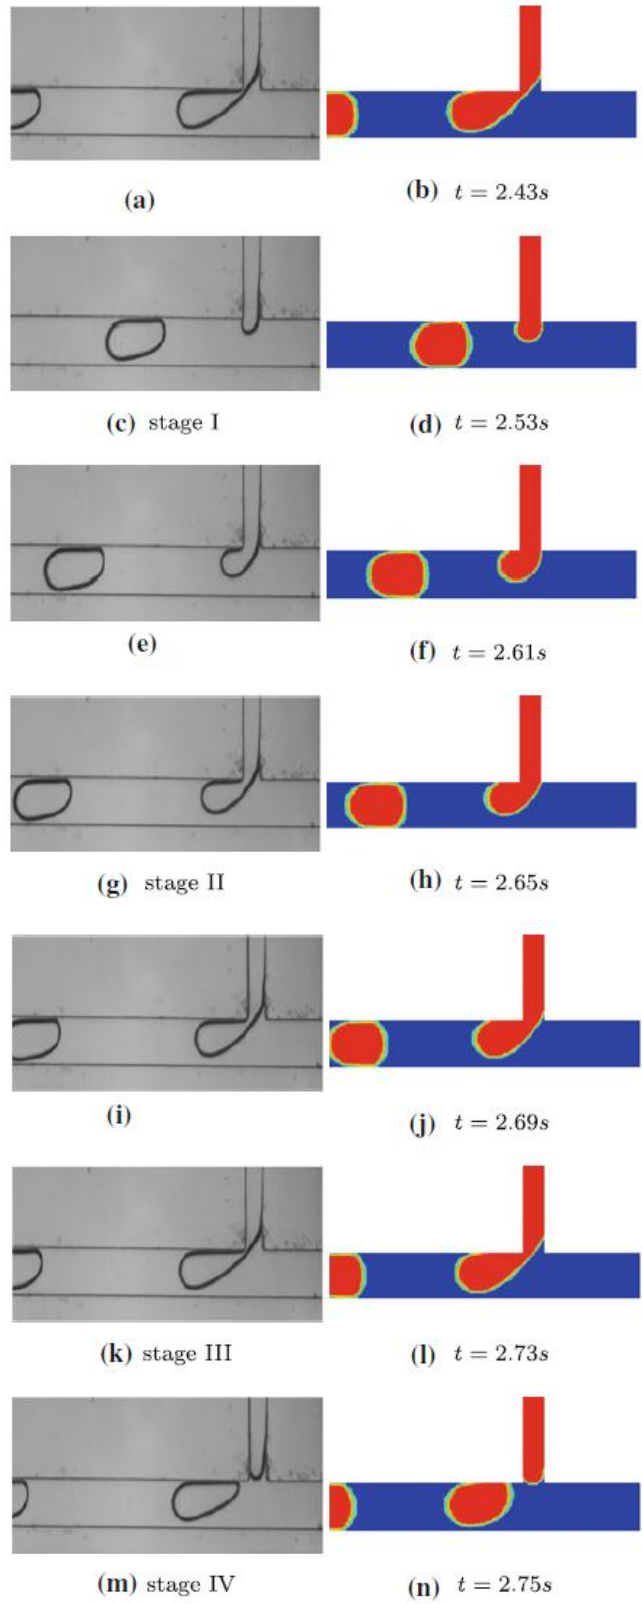 (a) (b) t = 2.43s
(c) stage I (d) t = 2.53s
(e) (f) t = 2.61s
(g) stage II (h) t = 2.65s
(i) (j) t = 2.69s
(k) stage III (l) t = 2.73s
(m) stage IV (n) t = 2.75s